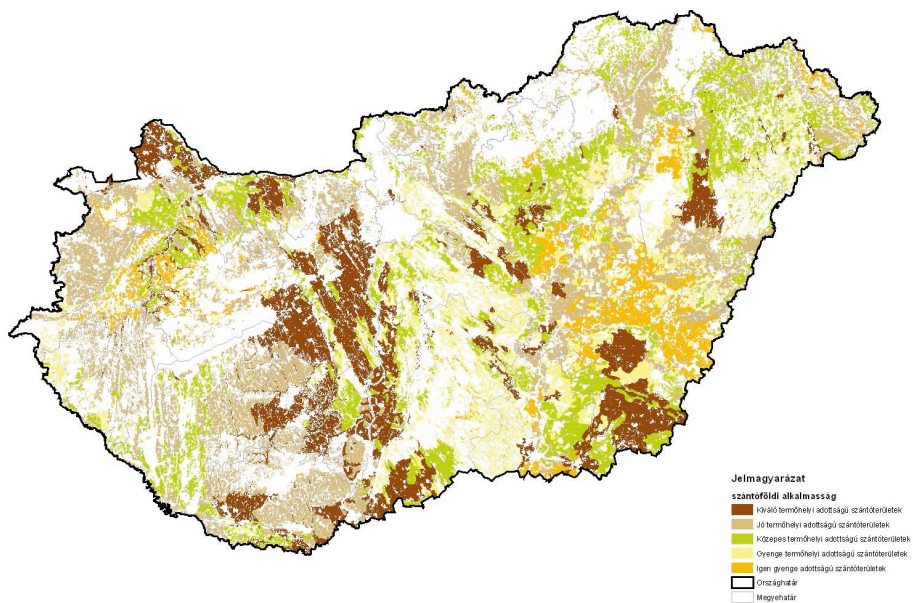 Jelmagyarázat
szántóföldi alkalmasság
Kiváló termőhelyi adottságú szántóterületek
Jó termőhelyi adottságú szántóterületek
Közepes termőhelyi adottságú szántóterületek
Gyenge termőhelyi adottságú szántóterületek
Igen gyenge adottságú szántóterületek
Országhatár
Megyehatár